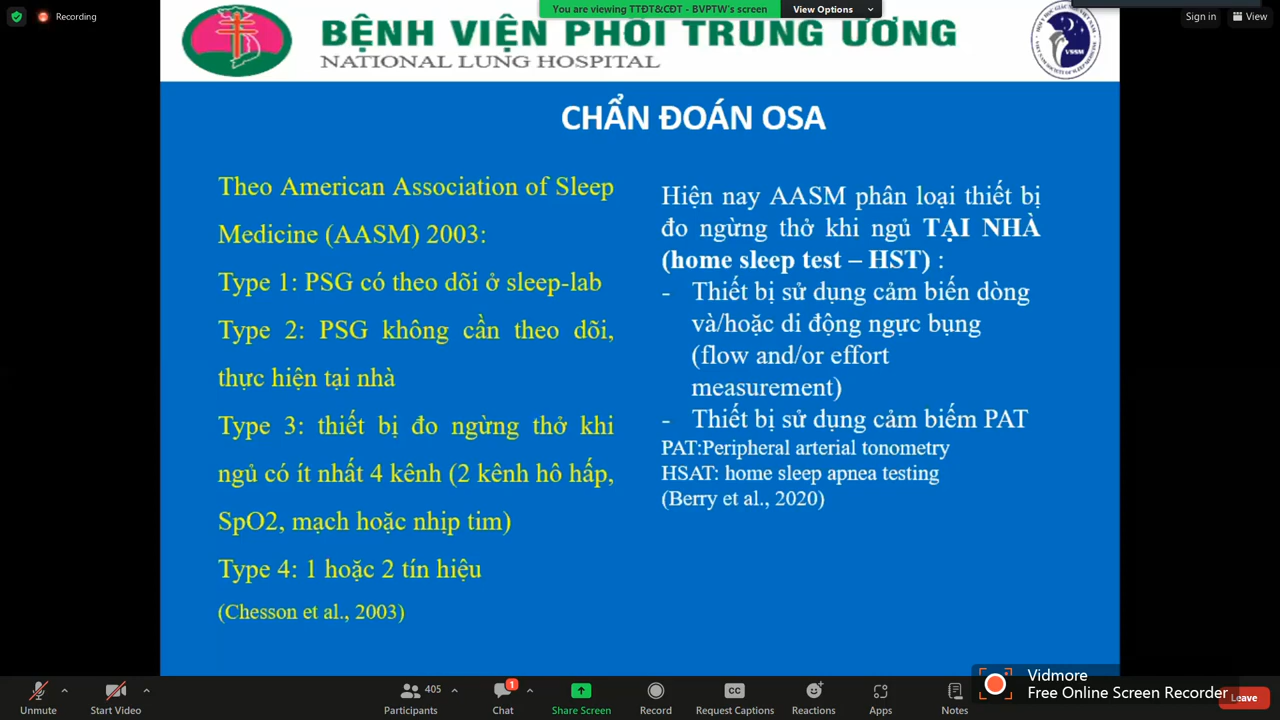 You are viewing TTĐT&CĐT - BVPTW's screen
View Options
Recording
Sign in
View
BỆNH VIỆN PHỔI TRUNG ƯƠNG
NATIONAL LUNG HOSPITAL
VSSM
CHẨN ĐOÁN OSA
Theo American Association of Sleep
Medicine (AASM) 2003:
Type 1: PSG có theo dõi ở sleep-lab
Type 2: PSG không cần theo dõi,
thực hiện tại nhà
Type 3: thiết bị đo ngừng thở khi
ngủ có ít nhất 4 kênh (2 kênh hô hấp,
SpO2, mạch hoặc nhịp tim)
Type 4: 1 hoặc 2 tín hiệu
(Chesson et al., 2003)
Hiện nay AASM phân loại thiết bị
đo ngừng thở khi ngủ TẠI NHÀ
(home sleep test – HST) :
- Thiết bị sử dụng cảm biến dòng
và/hoặc di động ngực bụng
(flow and/or effort
measurement)
- Thiết bị sử dụng cảm biếm PAT
PAT:Peripheral arterial tonometry
HSAT: home sleep apnea testing
(Berry et al., 2020)
Vidmore
Free Online Screen Recorder
405
1
CC
Unmute
Start Video
Participants
Chat
Share Screen
Record
Request Captions
Reactions
Apps
Notes
Leave